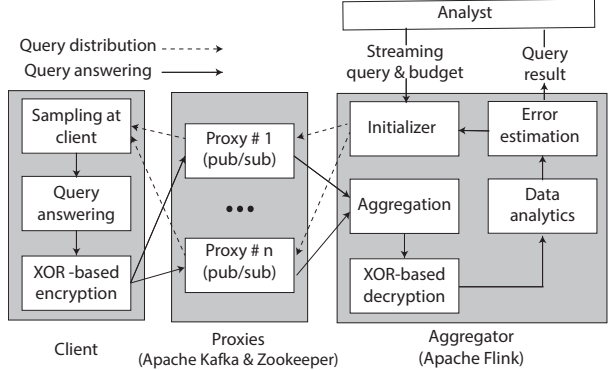 Analyst
Query distribution
Query answering
Streaming
query & budget
Query
result
Sampling at
client
Query
answering
XOR -based
encryption
Proxy # 1
(pub/sub)
•••
Proxy # n
(pub/sub)
Initializer
Error
estimation
Aggregation
Data
analytics
XOR-based
decryption
Client
Proxies
(Apache Kafka & Zookeeper)
Aggregator
(Apache Flink)